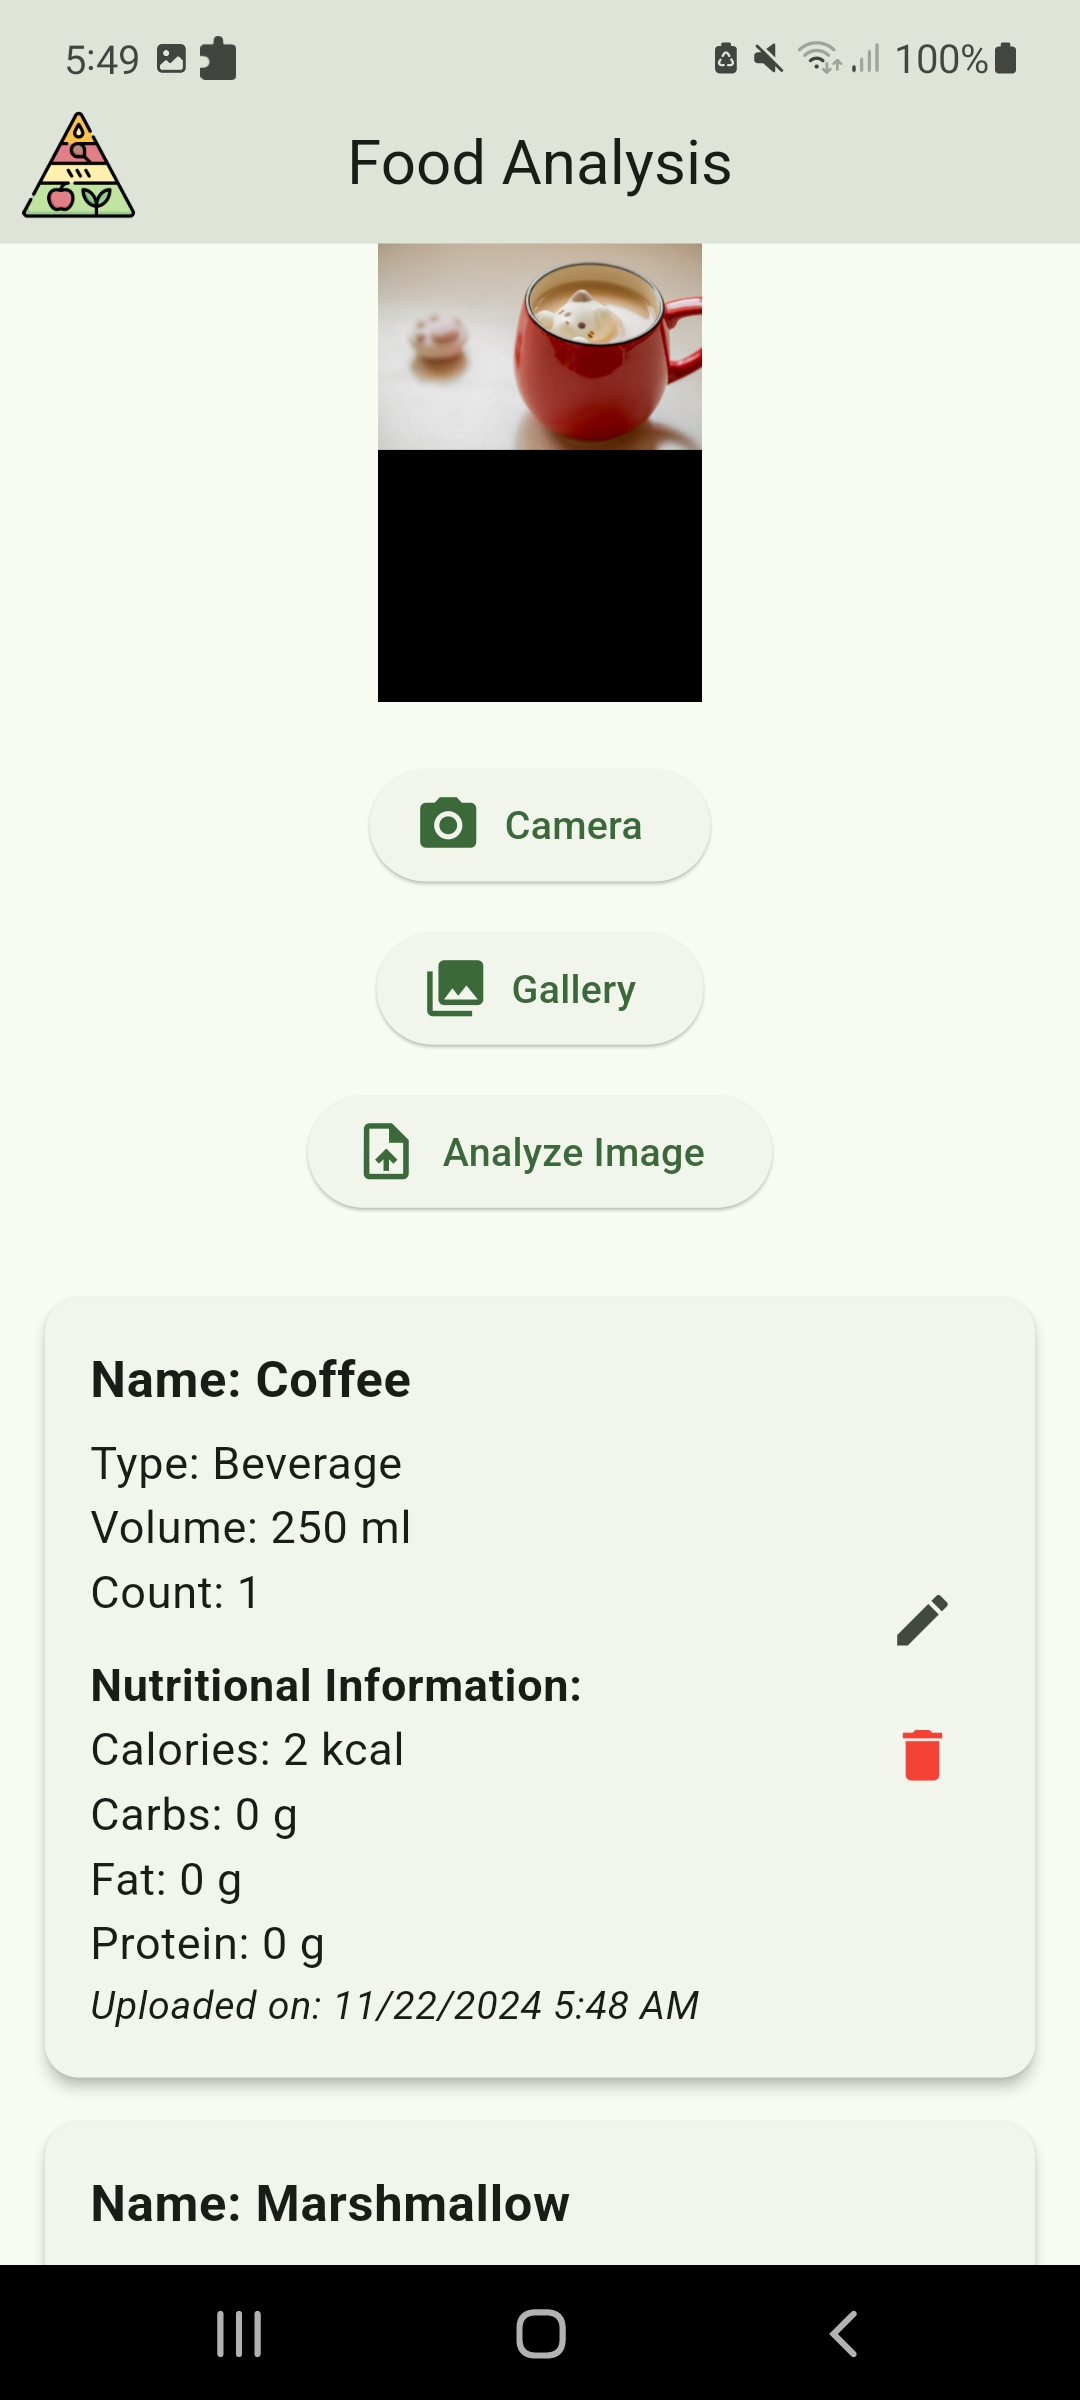 5:49
100%
Food Analysis
Camera
Gallery
Analyze Image
Name: Coffee
Type: Beverage
Volume: 250 ml
Count: 1
Nutritional Information:
Calories: 2 kcal
Carbs: 0 g
Fat: 0 g
Protein: 0 g
Uploaded on: 11/22/2024 5:48 AM
Name: Marshmallow